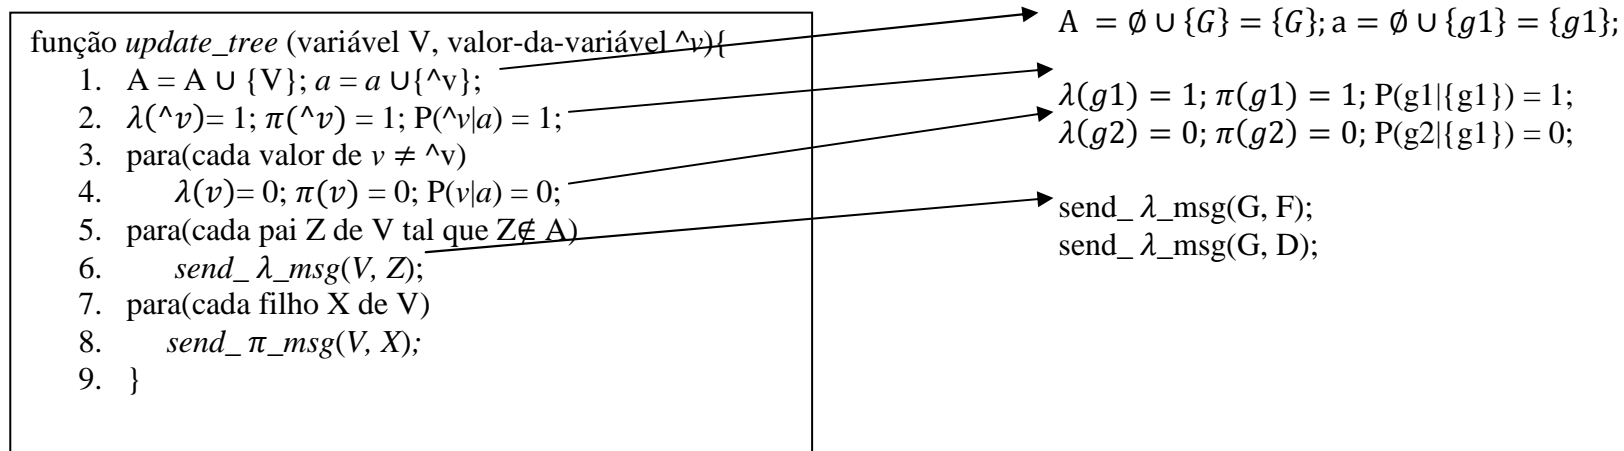 função update_tree (variável V, valor-da-variável ^v){
1. A = A ∪ {V}; a = a ∪{^v};
2. λ(^v)= 1; π(^v) = 1; P(^v|a) = 1;
3. para(cada valor de v ≠ ^v)
4. λ(v)= 0; π(v) = 0; P(v|a) = 0;
5. para(cada pai Z de V tal que Z∉ A)
6. send_ λ_msg(V, Z);
7. para(cada filho X de V)
8. send_ π_msg(V, X);
9. }
A = ∅ ∪ {G} = {G}; a = ∅ ∪ {g1} = {g1};
λ(g1) = 1; π(g1) = 1; P(g1|{g1}) = 1;
λ(g2) = 0; π(g2) = 0; P(g2|{g1}) = 0;
send_ λ_msg(G, F);
send_ λ_msg(G, D);